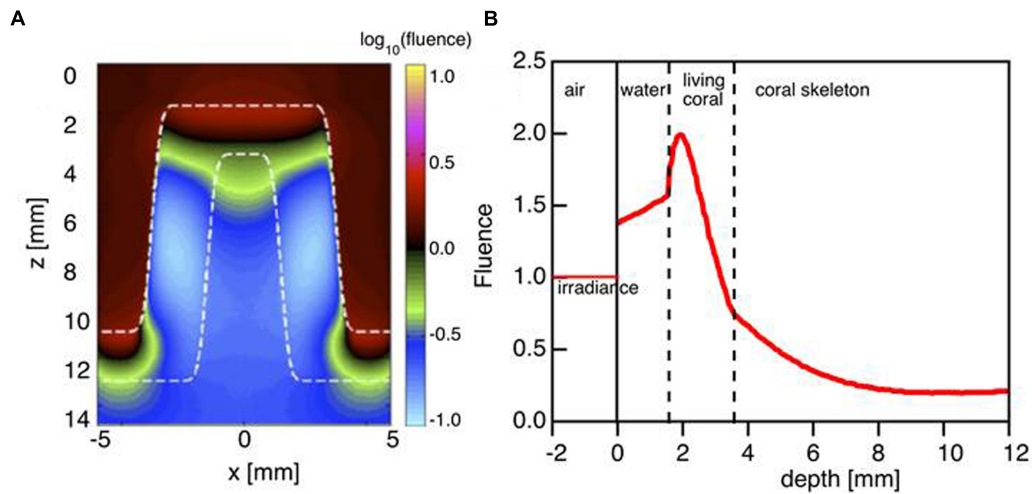 A
log10(fluence)
0
2
4
6
8
10
12
14
z [mm]
-5
0
5
x [mm]
1.0
0.5
0.0
-0.5
-1.0
B
2.5
2.0
1.5
1.0
0.5
0.0
Fluence
air
water
living
coral
coral skeleton
irradiance
-2
0
2
4
6
8
10
12
depth [mm]